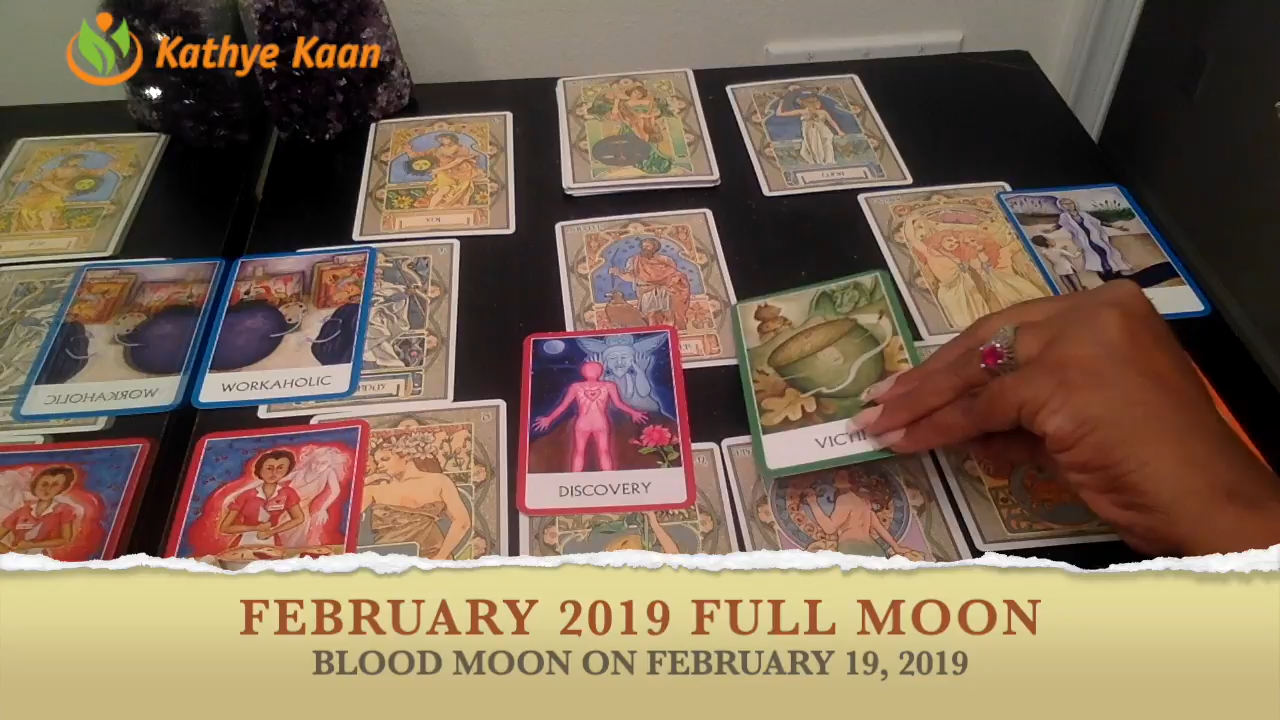 Kathye Kaan
WORKAHOLIC
WORKAHOLIC
DISCOVERY
FEBRUARY 2019 FULL MOON
BLOOD MOON ON FEBRUARY 19, 2019